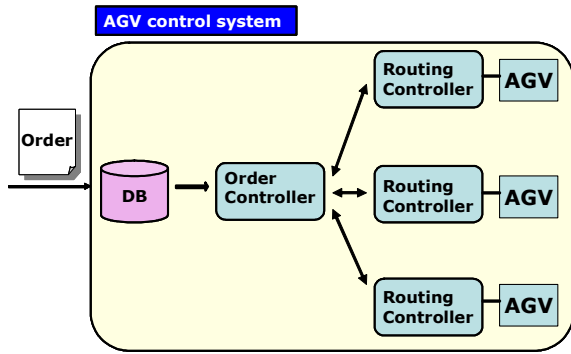 AGV control system
Routing
Controller
AGV
Order
DB
Order
Controller
Routing
Controller
AGV
Routing
Controller
AGV